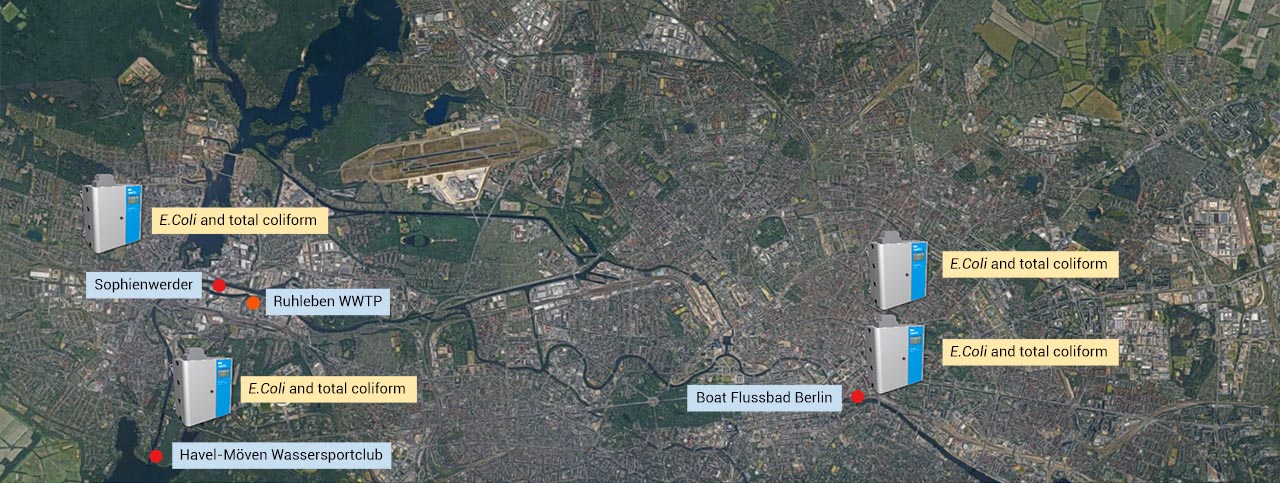 E.Coli and total coliform
Sophienwerder
Ruhleben WWTP
E.Coli and total coliform
Havel-Möven Wassersportclub
E.Coli and total coliform
E.Coli and total coliform
Boat Flussbad Berlin